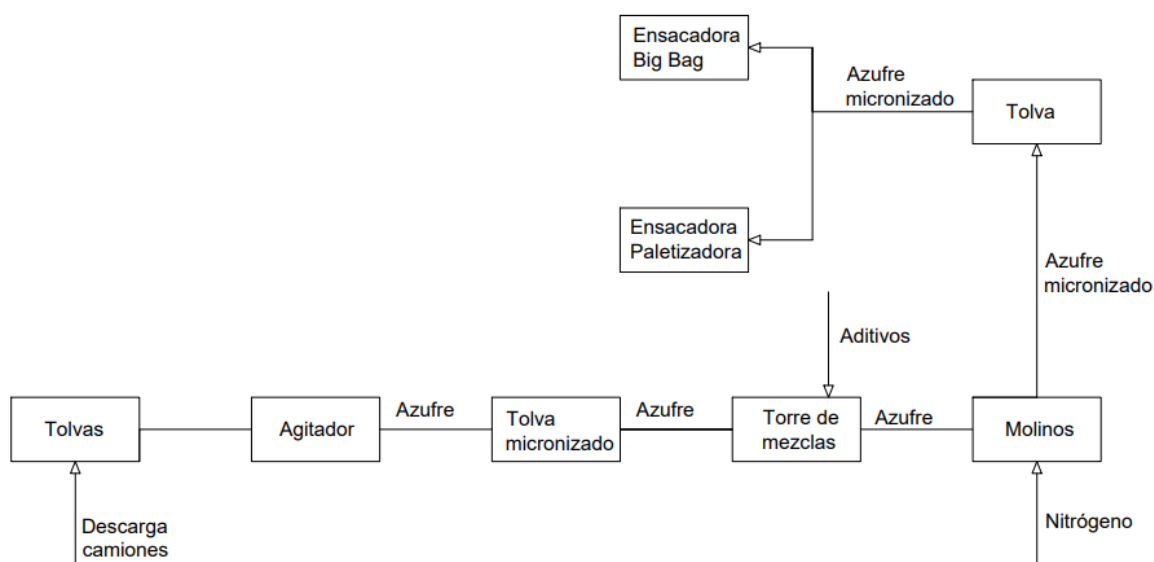 Ensacadora
Big Bag
Azufre
micronizado
Tolva
Ensacadora
Paletizadora
Azufre
micronizado
Aditivos
Tolvas
Agitador
Azufre
Tolva
micronizado
Azufre
Torre de
mezclas
Azufre
Molinos
Descarga
camiones
Nitrógeno